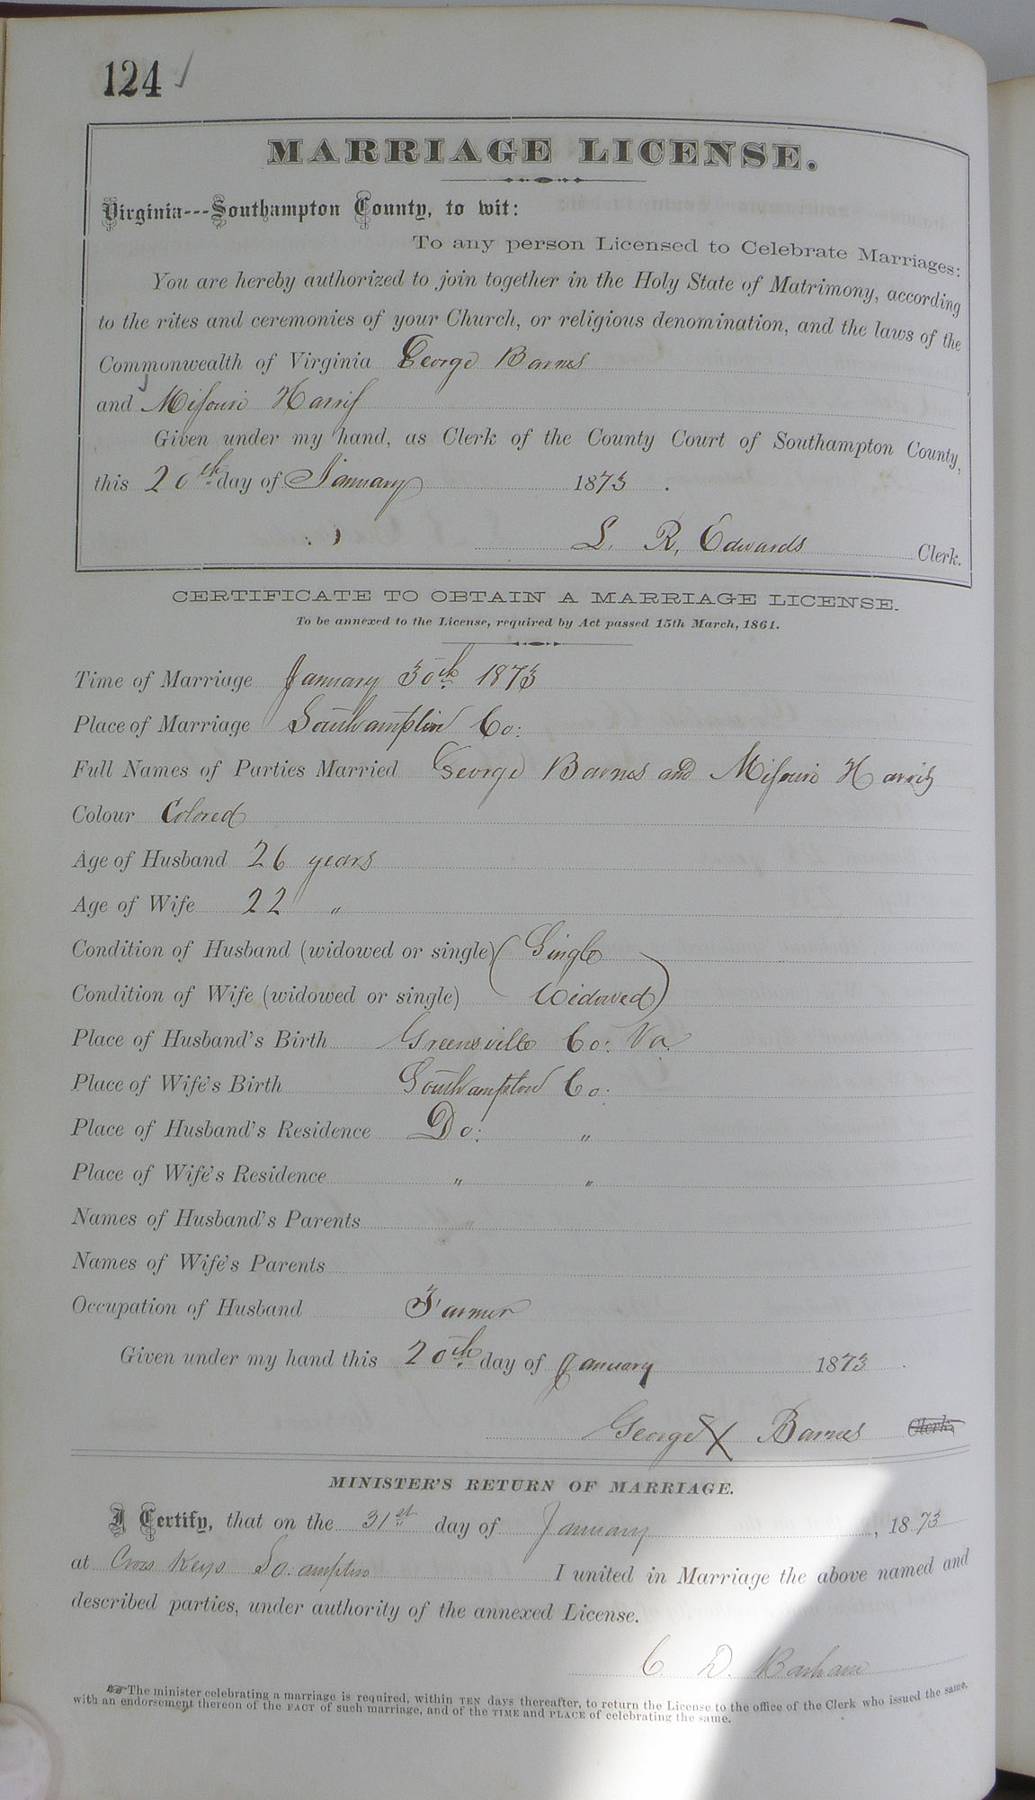 124 ✓
MARRIAGE LICENSE.
Virginia---Southampton County, to wit:
To any person Licensed to Celebrate Marriages:
You are hereby authorized to join together in the Holy State of Matrimony, according
to the rites and ceremonies of your Church, or religious denomination, and the laws of the
Commonwealth of Virginia George Barnes
and Missouri Harris
Given under my hand, as Clerk of the County Court of Southampton County,
this 20th day of January 1873.
L. R. Edwards Clerk.
CERTIFICATE TO OBTAIN A MARRIAGE LICENSE.
To be annexed to the License, required by Act passed 15th March, 1861.
Time of Marriage January 30th 1873
Place of Marriage Southampton Co:
Full Names of Parties Married George Barnes and Missouri Harris
Colour Colored
Age of Husband 26 years
Age of Wife 22 "
Condition of Husband (widowed or single) (Single
Condition of Wife (widowed or single) Widowed)
Place of Husband's Birth Greensville Co: Va.
Place of Wife's Birth Southampton Co:
Place of Husband's Residence Do: "
Place of Wife's Residence " "
Names of Husband's Parents "
Names of Wife's Parents
Occupation of Husband Farmer
Given under my hand this 20th day of January 1873.
George X Barnes Clerk.
MINISTER'S RETURN OF MARRIAGE.
I Certify, that on the 31st day of January, 1873
at Cross Keys So.ampton I united in Marriage the above named and
described parties, under authority of the annexed License.
C. D. Barham
☞ The minister celebrating a marriage is required, within TEN days thereafter, to return the License to the office of the Clerk who issued the same,
with an endorsement thereon of the FACT of such marriage, and of the TIME and PLACE of celebrating the same.